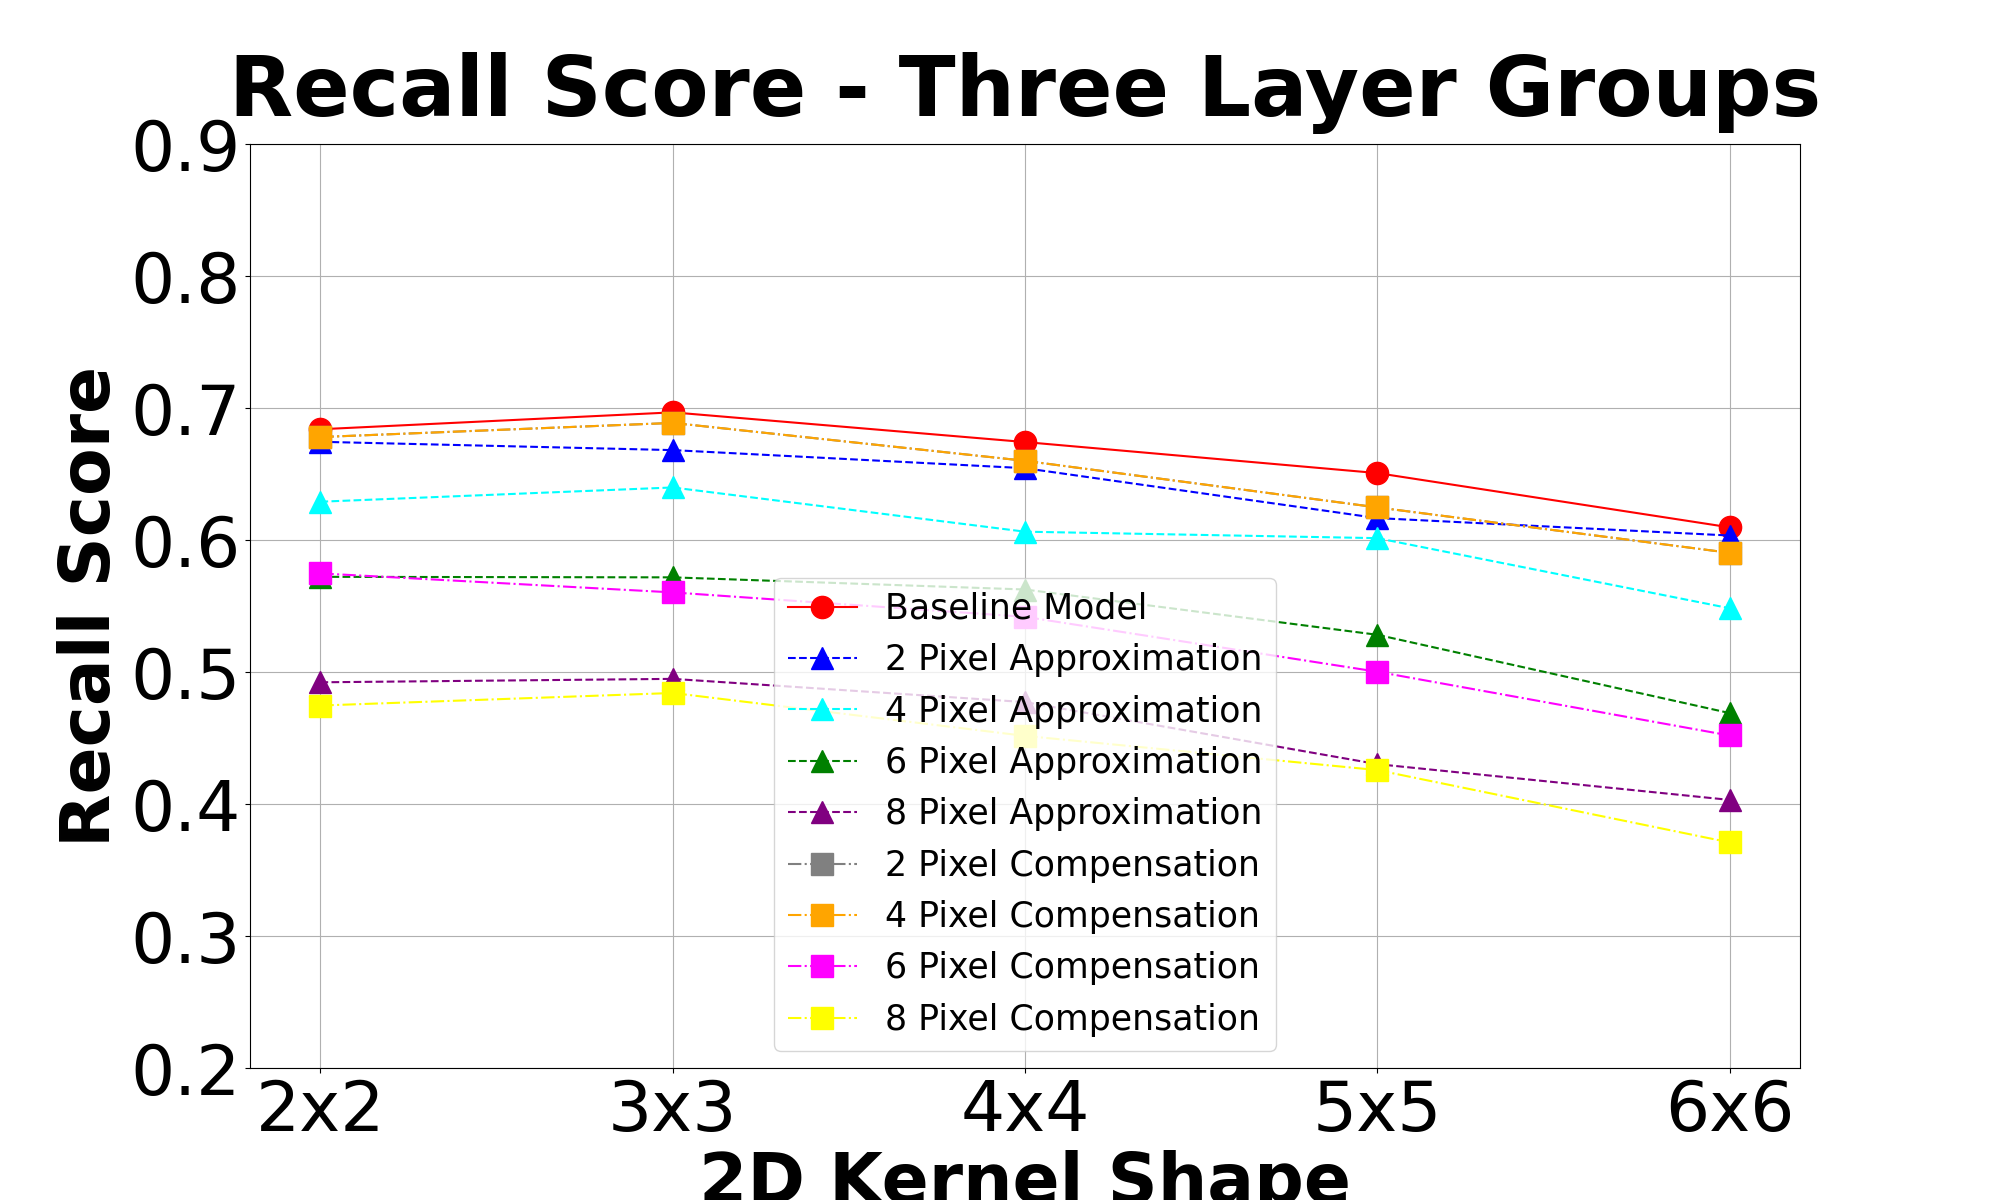 Recall Score - Three Layer Groups
0.9
0.8
0.7
0.6
0.5
0.4
0.3
0.2
Recall Score
Baseline Model
2 Pixel Approximation
4 Pixel Approximation
6 Pixel Approximation
8 Pixel Approximation
2 Pixel Compensation
4 Pixel Compensation
6 Pixel Compensation
8 Pixel Compensation
2x2 3x3 4x4 5x5 6x6
2D Kernel Shape